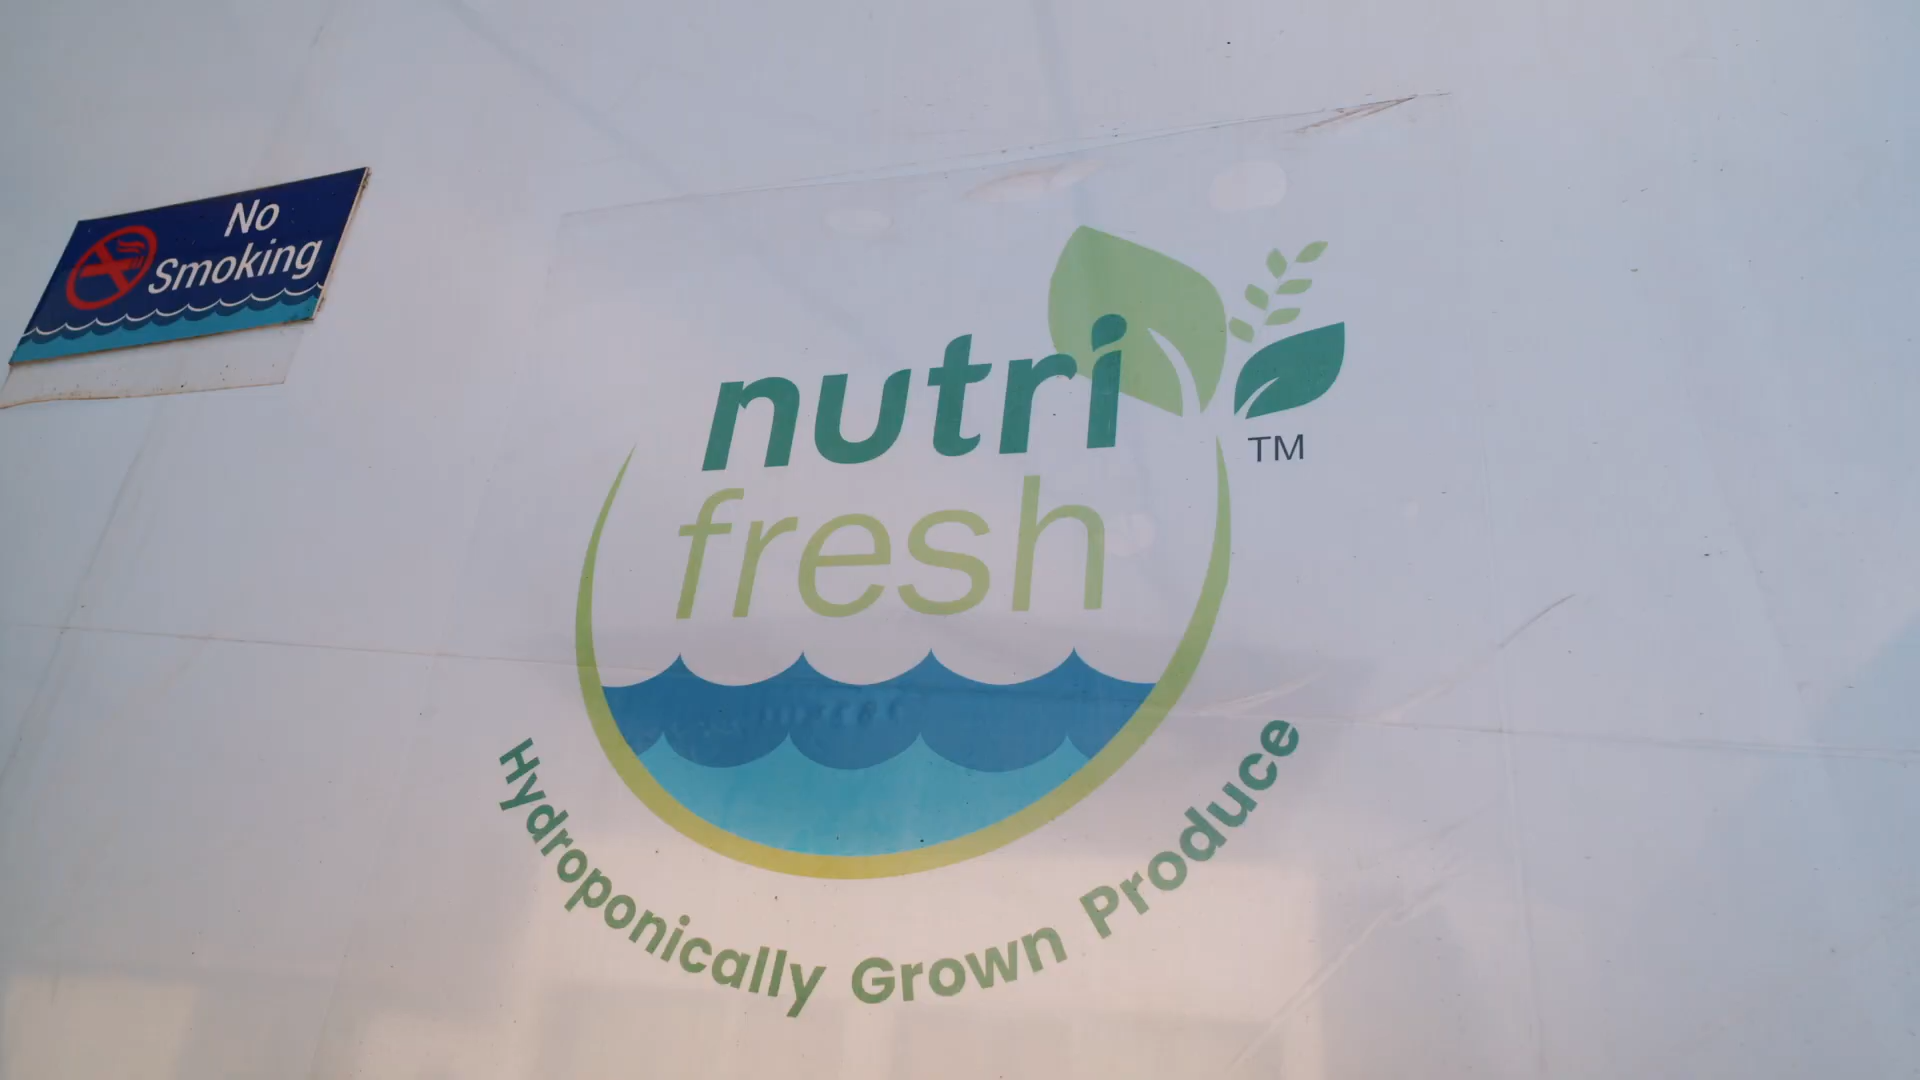 No
Smoking
nutri
fresh
TM
Hydroponically Grown Produce